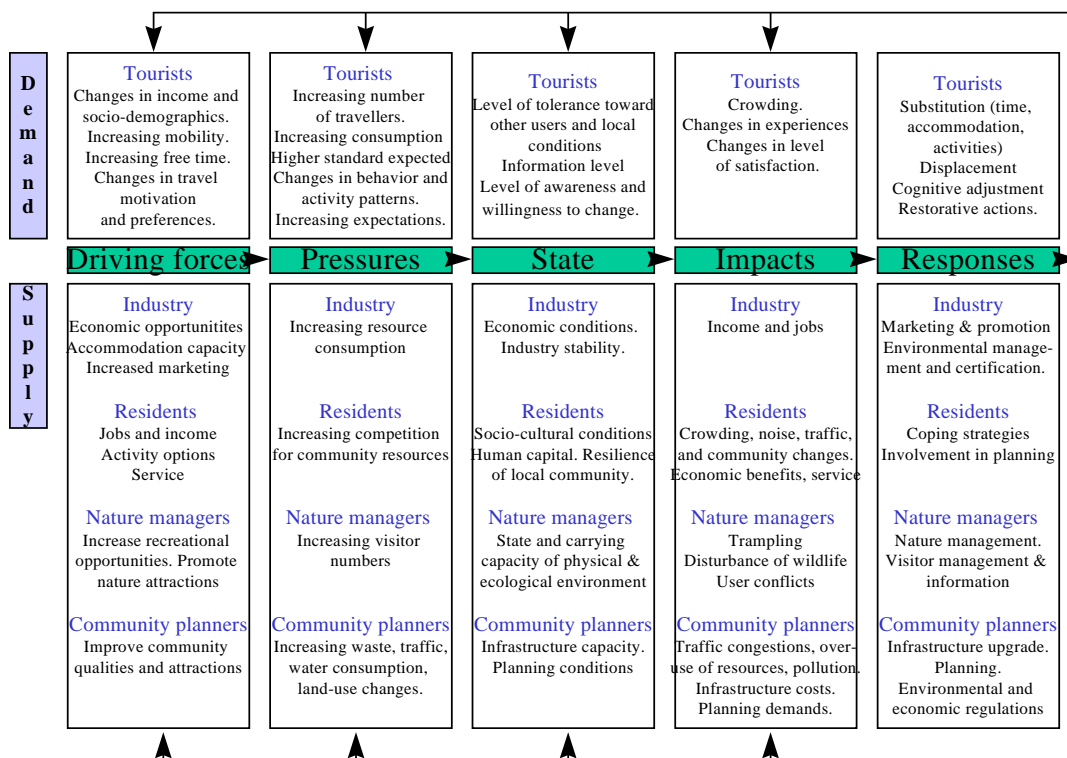 Demand
Tourists
Changes in income and
socio-demographics.
Increasing mobility.
Increasing free time.
Changes in travel
motivation
and preferences.
Tourists
Increasing number
of travellers.
Increasing consumption
Higher standard expected
Changes in behavior and
activity patterns.
Increasing expectations.
Tourists
Level of tolerance toward
other users and local
conditions
Information level
Level of awareness and
willingness to change.
Tourists
Crowding.
Changes in experiences
Changes in level
of satisfaction.
Tourists
Substitution (time,
accommodation,
activities)
Displacement
Cognitive adjustment
Restorative actions.
Driving forces
Pressures
State
Impacts
Responses
Supply
Industry
Economic opportunitites
Accommodation capacity
Increased marketing
Residents
Jobs and income
Activity options
Service
Nature managers
Increase recreational
opportunities. Promote
nature attractions
Community planners
Improve community
qualities and attractions
Industry
Increasing resource
consumption
Residents
Increasing competition
for community resources
Nature managers
Increasing visitor
numbers
Community planners
Increasing waste, traffic,
water consumption,
land-use changes.
Industry
Economic conditions.
Industry stability.
Residents
Socio-cultural conditions
Human capital. Resilience
of local community.
Nature managers
State and carrying
capacity of physical &
ecological environment
Community planners
Infrastructure capacity.
Planning conditions
Industry
Income and jobs
Residents
Crowding, noise, traffic,
and community changes.
Economic benefits, service
Nature managers
Trampling
Disturbance of wildlife
User conflicts
Community planners
Traffic congestions, over-
use of resources, pollution.
Infrastructure costs.
Planning demands.
Industry
Marketing & promotion
Environmental manage-
ment and certification.
Residents
Coping strategies
Involvement in planning
Nature managers
Nature management.
Visitor management &
information
Community planners
Infrastructure upgrade.
Planning.
Environmental and
economic regulations